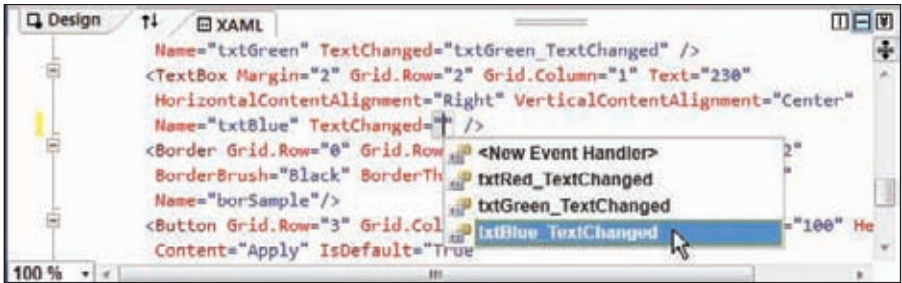 Design XAML
Name="txtGreen" TextChanged="txtGreen_TextChanged" />
<TextBox Margin="2" Grid.Row="2" Grid.Column="1" Text="230"
HorizontalContentAlignment="Right" VerticalContentAlignment="Center"
Name="txtBlue" TextChanged="" />
<Border Grid.Row="0" Grid.Row 2"
<New Event Handler>
BorderBrush="Black" BorderTh "
txtRed_TextChanged
Name="borSample"/>
txtGreen_TextChanged
<Button Grid.Row="3" Grid.Col ="100" He
txtBlue_TextChanged
Content="Apply" IsDefault="True
100 %